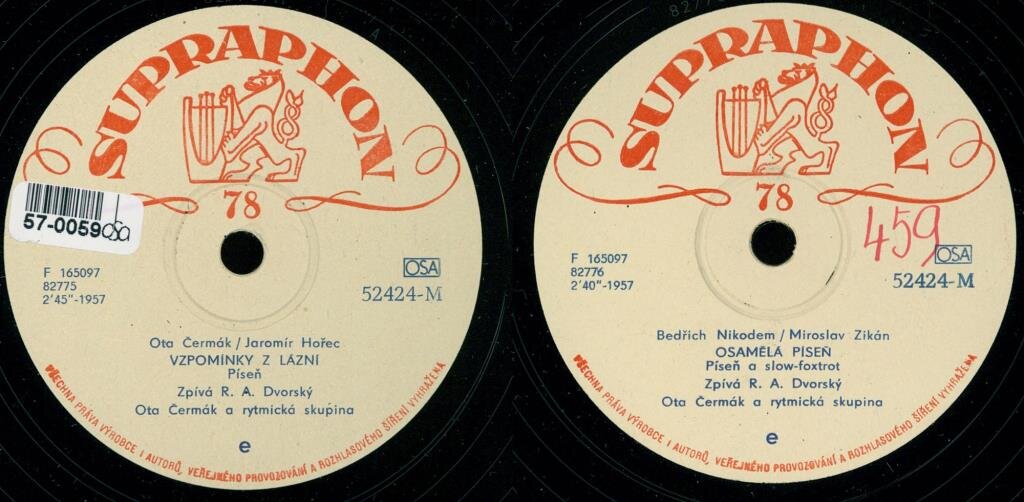 SUPRAPHON
78
57-0059 osa
F 165097
82775
2'45"-1957
OSA
52424-M
Ota Čermák / Jaromír Hořec
VZPOMÍNKY Z LÁZNÍ
Píseň
Zpívá R. A. Dvorský
Ota Čermák a rytmická skupina
e
VŠECHNA PRÁVA VÝROBCE I AUTORŮ, VEŘEJNÉHO PROVOZOVÁNÍ A ROZHLASOVÉHO ŠÍŘENÍ VYHRAŽENA
82776
SUPRAPHON
78
459
F 165097
82776
2'40"-1957
OSA
52424-M
Bedřich Nikodem / Miroslav Zikán
OSAMĚLÁ PÍSEŇ
Píseň a slow-foxtrot
Zpívá R. A. Dvorský
Ota Čermák a rytmická skupina
e
VŠECHNA PRÁVA VÝROBCE I AUTORŮ, VEŘEJNÉHO PROVOZOVÁNÍ A ROZHLASOVÉHO ŠÍŘENÍ VYHRAŽENA